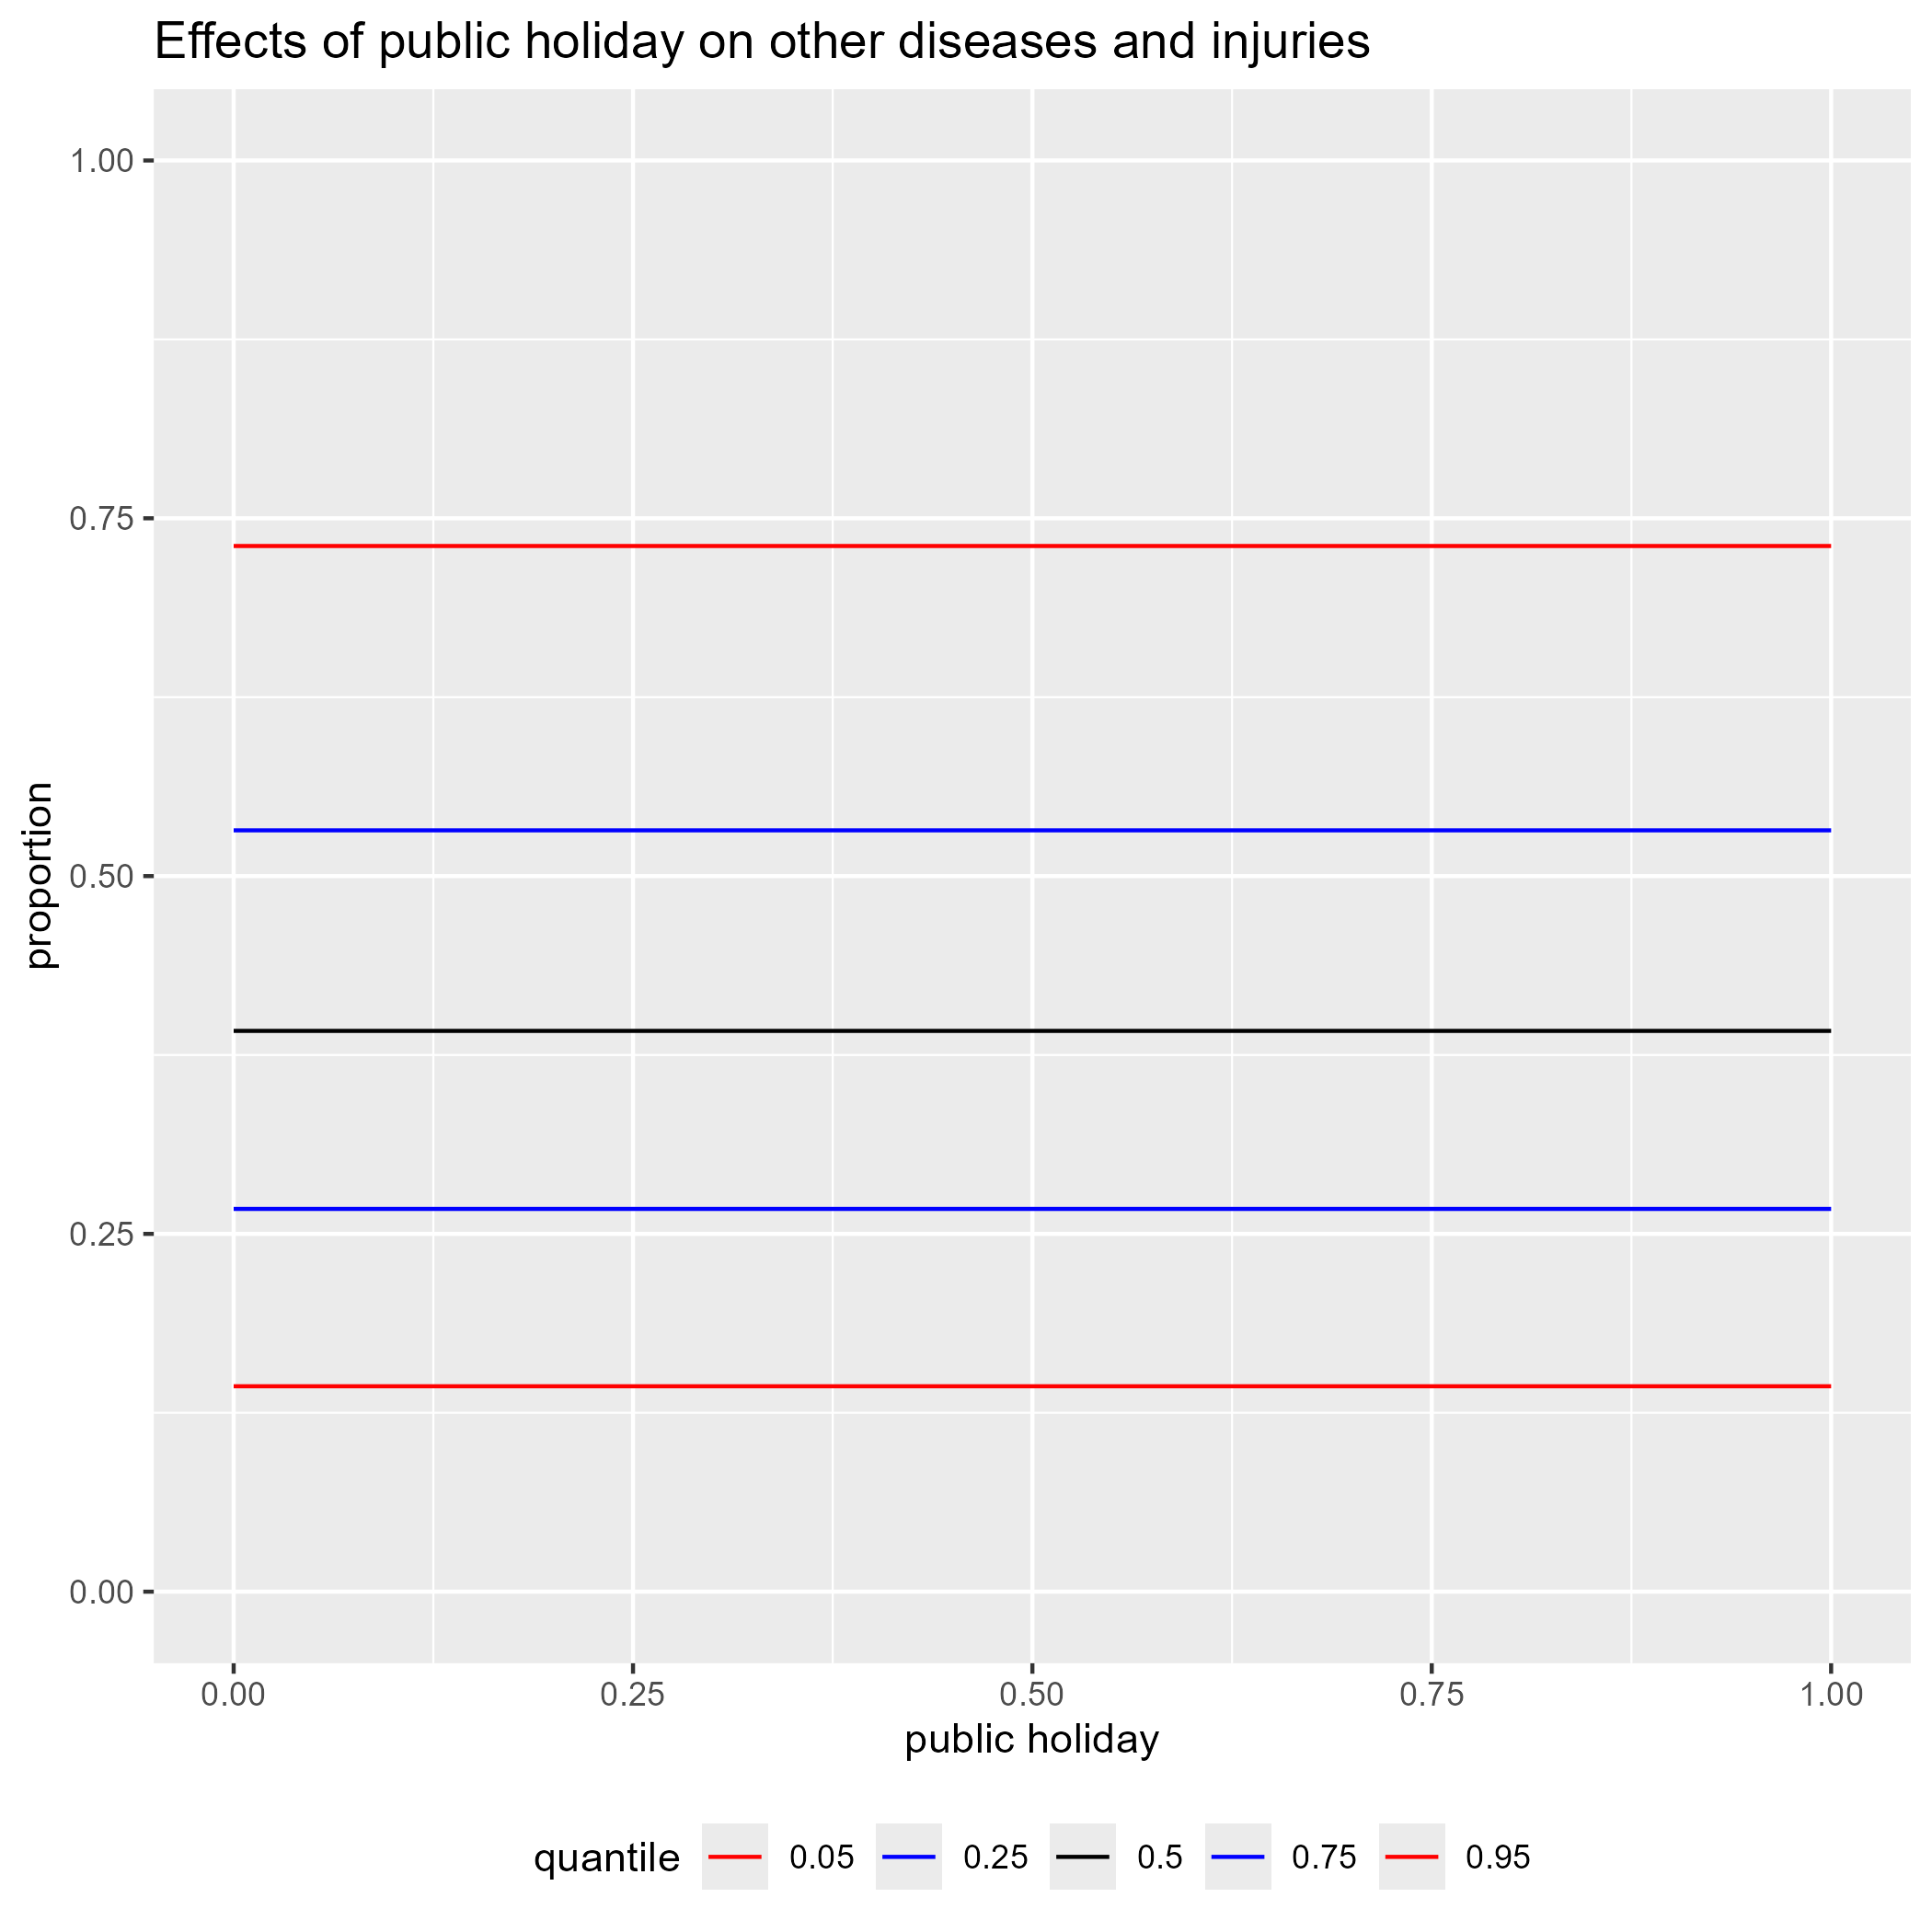 Effects of public holiday on other diseases and injuries
1.00
0.75
0.50
0.25
0.00
proportion
0.00 0.25 0.50 0.75 1.00
public holiday
quantile 0.05 0.25 0.5 0.75 0.95